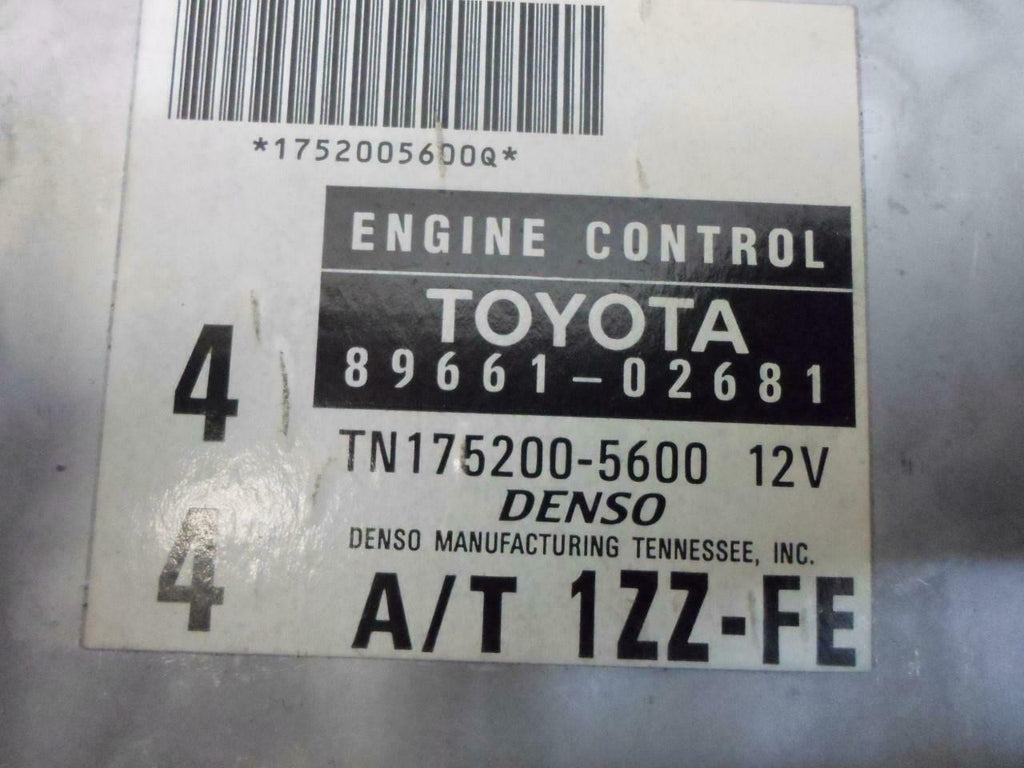 *1752005600Q*
ENGINE CONTROL
TOYOTA
89661-02681
4
TN175200-5600 12V
DENSO
DENSO MANUFACTURING TENNESSEE, INC.
4
A/T 1ZZ-FE